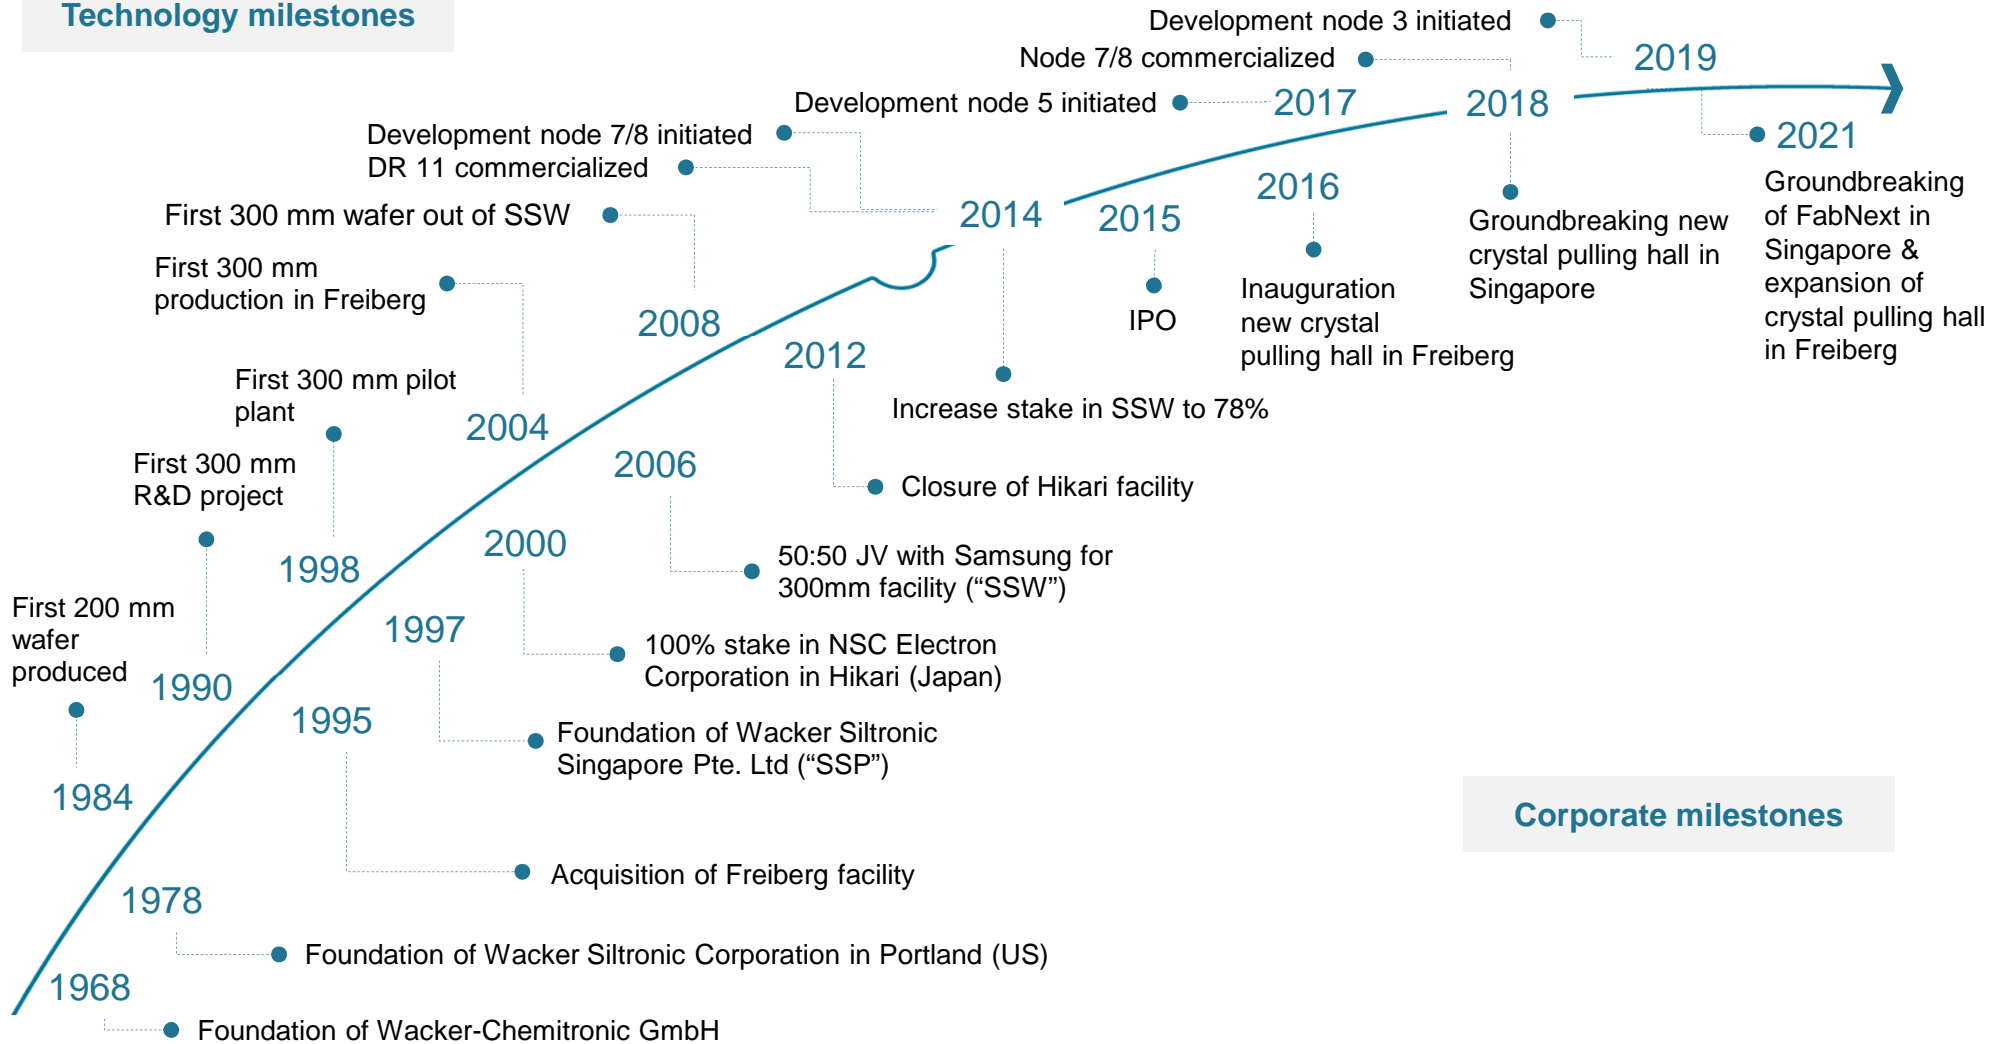 Technology milestones
Development node 3 initiated
2019
Node 7/8 commercialized
2018
Development node 5 initiated
2017
Development node 7/8 initiated
DR 11 commercialized
2014
First 300 mm wafer out of SSW
2008
First 300 mm
production in Freiberg
2004
First 300 mm pilot
plant
1998
First 300 mm
R&D project
1990
First 200 mm
wafer
produced
1984
2021
Groundbreaking
of FabNext in
Singapore &
expansion of
crystal pulling hall
in Freiberg
Groundbreaking new
crystal pulling hall in
Singapore
2016
Inauguration
new crystal
pulling hall in Freiberg
2015
IPO
Increase stake in SSW to 78%
2012
Closure of Hikari facility
2006
50:50 JV with Samsung for
300mm facility (“SSW”)
2000
100% stake in NSC Electron
Corporation in Hikari (Japan)
1997
Foundation of Wacker Siltronic
Singapore Pte. Ltd (“SSP”)
1995
Acquisition of Freiberg facility
1978
Foundation of Wacker Siltronic Corporation in Portland (US)
1968
Foundation of Wacker-Chemitronic GmbH
Corporate milestones